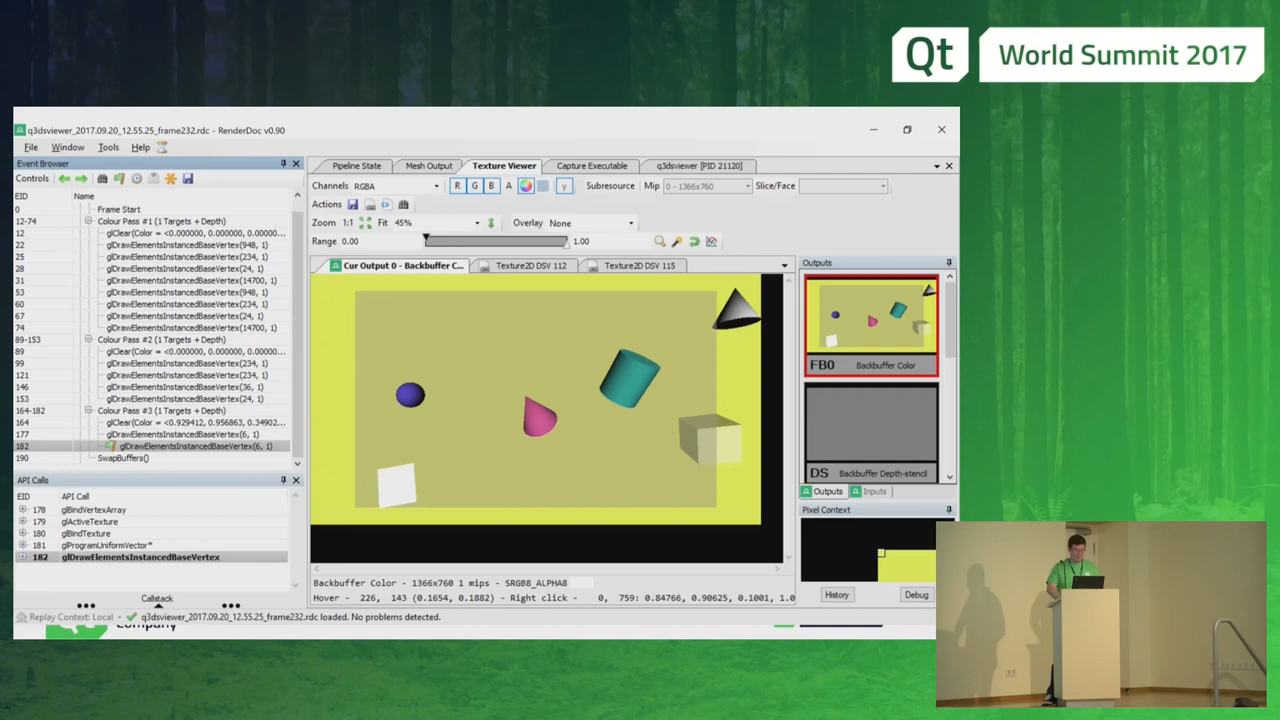 Qt World Summit 2017
q3dsviewer_2017.09.20_12.55.25_frame232.rdc - RenderDoc v0.90
File Window Tools Help
Event Browser
Controls
EID Name
0 Frame Start
12-74 Colour Pass #1 (1 Targets + Depth)
12 glClear(Color = <0.000000, 0.000000, 0.00000...
22 glDrawElementsInstancedBaseVertex(948, 1)
25 glDrawElementsInstancedBaseVertex(234, 1)
28 glDrawElementsInstancedBaseVertex(24, 1)
31 glDrawElementsInstancedBaseVertex(14700, 1)
53 glDrawElementsInstancedBaseVertex(948, 1)
60 glDrawElementsInstancedBaseVertex(234, 1)
67 glDrawElementsInstancedBaseVertex(24, 1)
74 glDrawElementsInstancedBaseVertex(14700, 1)
89-153 Colour Pass #2 (1 Targets + Depth)
89 glClear(Color = <0.000000, 0.000000, 0.00000...
99 glDrawElementsInstancedBaseVertex(234, 1)
121 glDrawElementsInstancedBaseVertex(234, 1)
146 glDrawElementsInstancedBaseVertex(36, 1)
153 glDrawElementsInstancedBaseVertex(24, 1)
164-182 Colour Pass #3 (1 Targets + Depth)
164 glClear(Color = <0.929412, 0.956863, 0.34902...
177 glDrawElementsInstancedBaseVertex(6, 1)
182 glDrawElementsInstancedBaseVertex(6, 1)
190 SwapBuffers()
API Calls
EID API Call
178 glBindVertexArray
179 glActiveTexture
180 glBindTexture
181 glProgramUniformVector*
182 glDrawElementsInstancedBaseVertex
Callstack
Pipeline State Mesh Output Texture Viewer Capture Executable q3dsviewer [PID 21120]
Channels RGBA R G B A γ Subresource Mip 0 - 1366x760 Slice/Face
Actions
Zoom 1:1 Fit 45% Overlay None
Range 0.00 1.00
Cur Output 0 - Backbuffer C... Texture2D DSV 112 Texture2D DSV 115
Backbuffer Color - 1366x760 1 mips - SRGB8_ALPHA8
Hover - 226, 143 (0.1654, 0.1882) - Right click - 0, 759: 0.84766, 0.90625, 0.1001, 1.0
Outputs
FB0 Backbuffer Color
DS Backbuffer Depth-stencil
Outputs Inputs
Pixel Context
History Debug
Replay Context: Local q3dsviewer_2017.09.20_12.55.25_frame232.rdc loaded. No problems detected.
Company